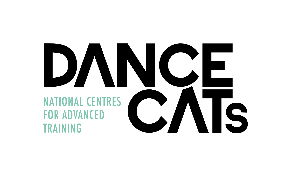 DANCE
CATs
NATIONAL CENTRES
FOR ADVANCED
TRAINING